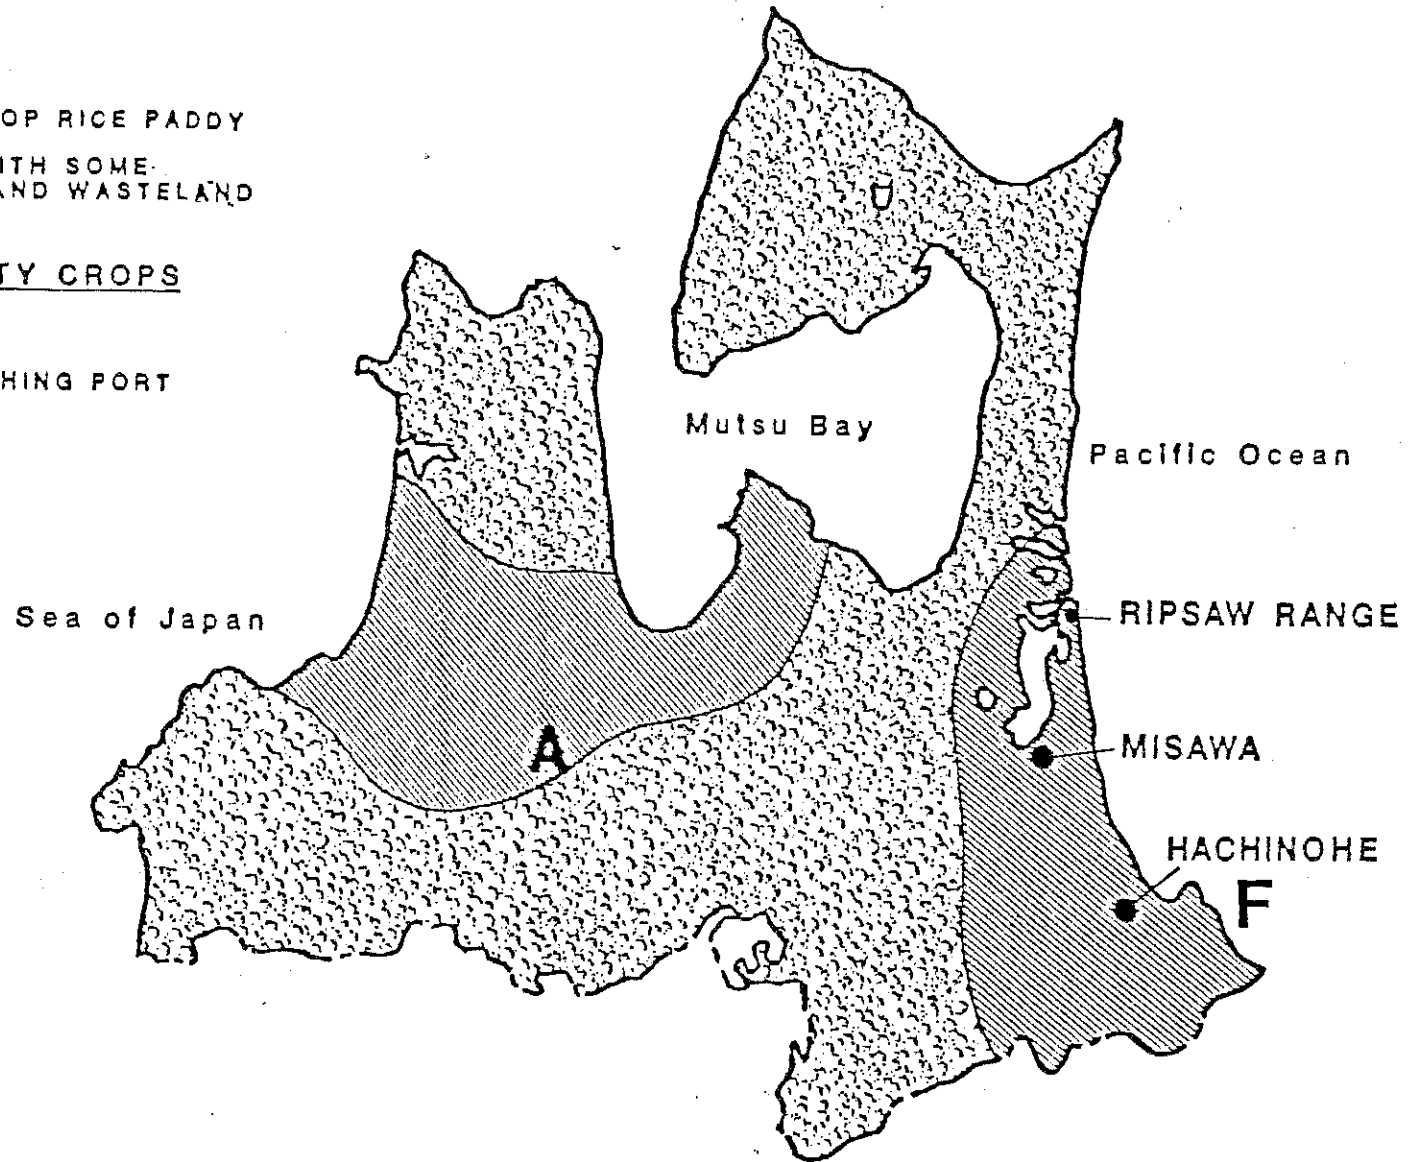 OP RICE PADDY
ITH SOME
AND WASTELAND
TY CROPS
HING PORT
Mutsu Bay
Pacific Ocean
Sea of Japan
RIPSAW RANGE
A
MISAWA
HACHINOHE
F